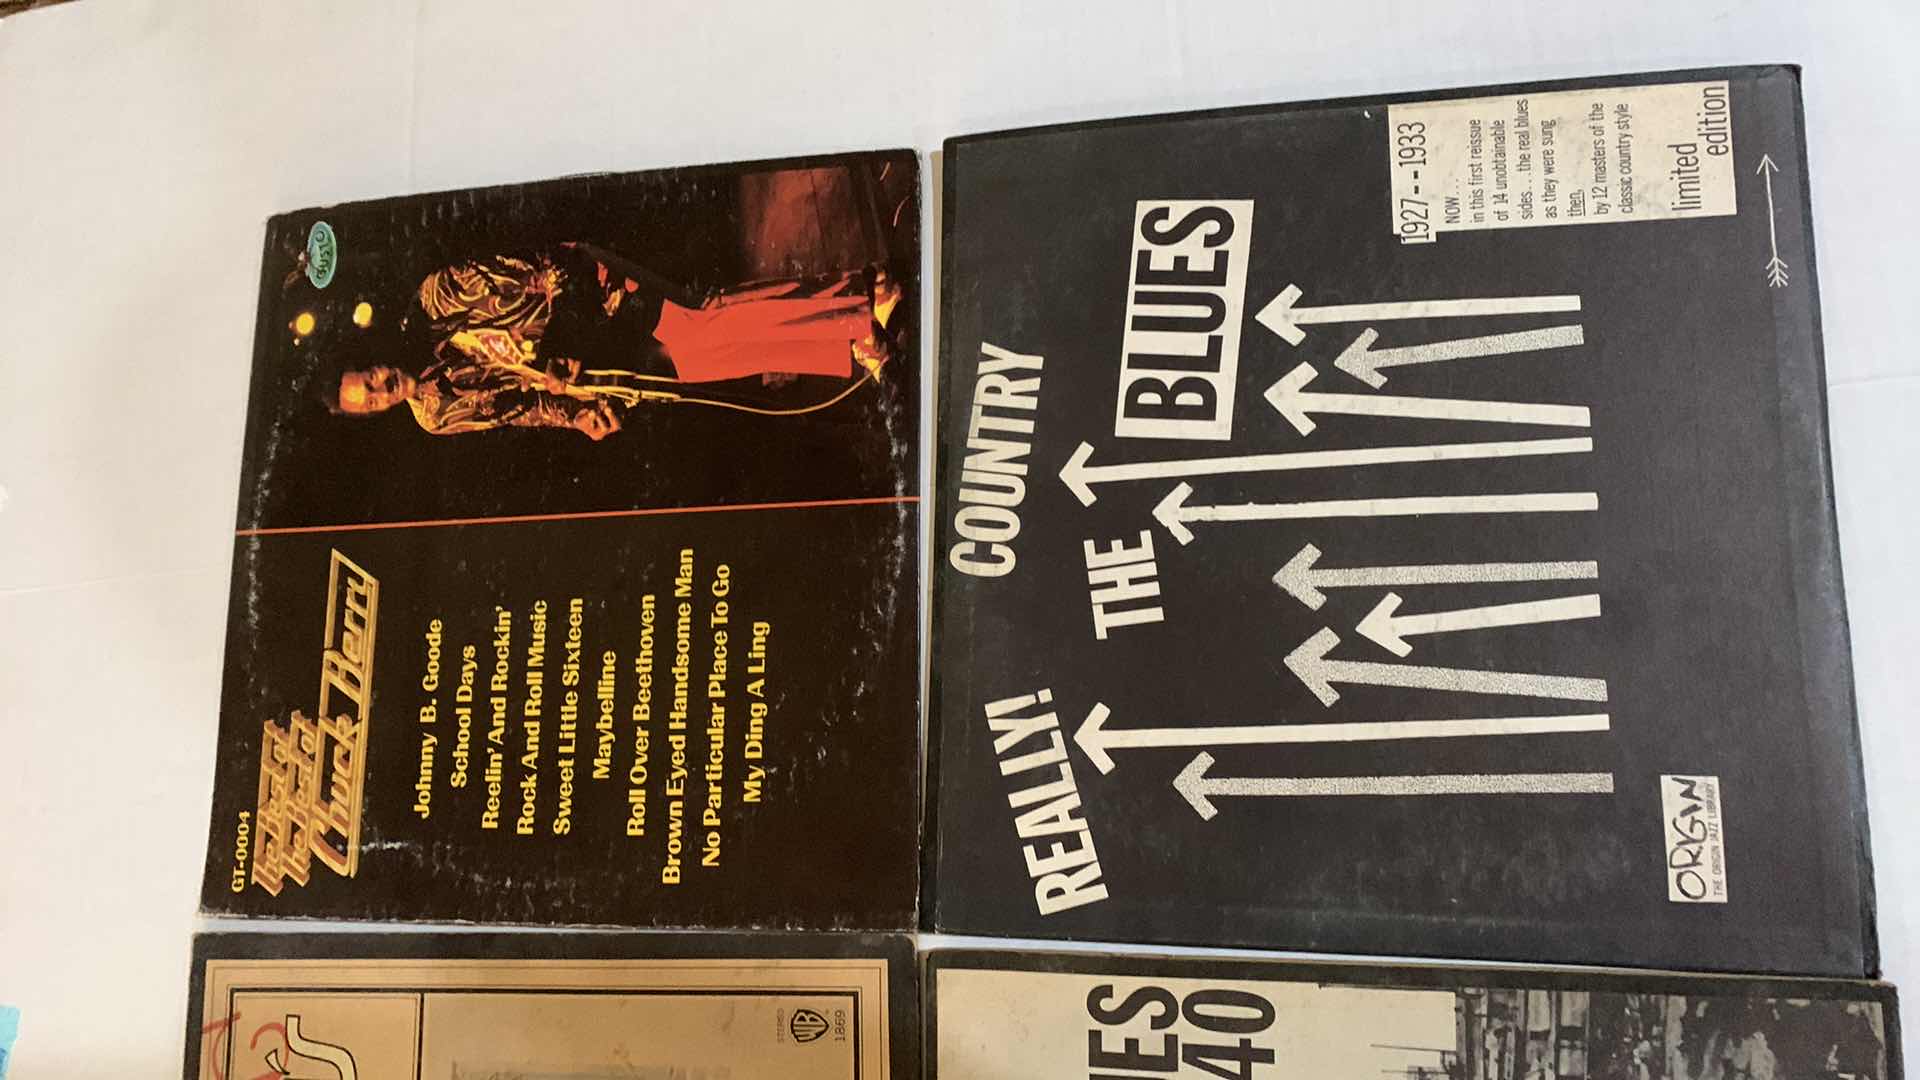 GUSTO
GT-0004
The Best of
The Best of
Chuck Berry
Johnny B. Goode
School Days
Reelin' And Rockin'
Rock And Roll Music
Sweet Little Sixteen
Maybelline
Roll Over Beethoven
Brown Eyed Handsome Man
No Particular Place To Go
My Ding A Ling
REALLY! COUNTRY
THE BLUES
1927--1933
NOW...
in this first reissue
of 14 unobtainable
sides...the real blues
as they were sung
then,
by 12 masters of the
classic country style
limited
edition
ORIGIN
THE ORIGIN JAZZ LIBRARY
STEREO
WB
1869
40